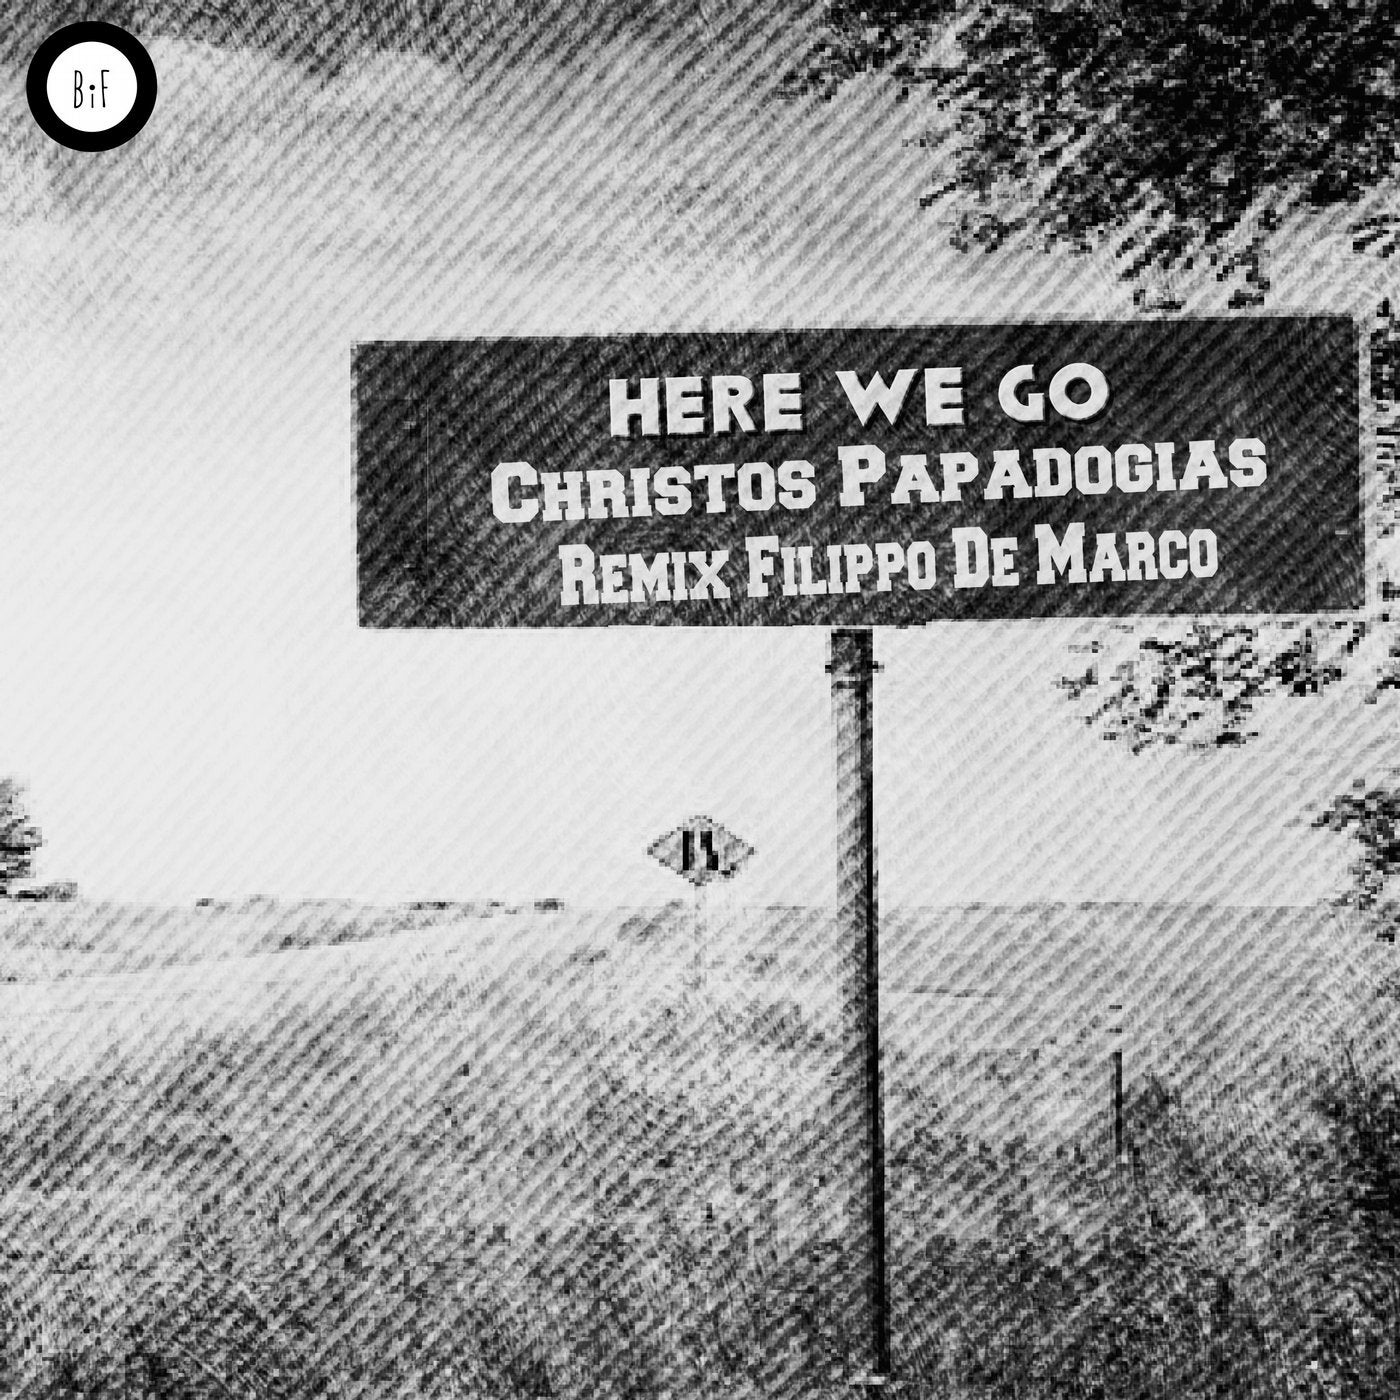 BiF
HERE WE GO
CHRISTOS PAPADOGIAS
REMIX FILIPPO DE MARCO